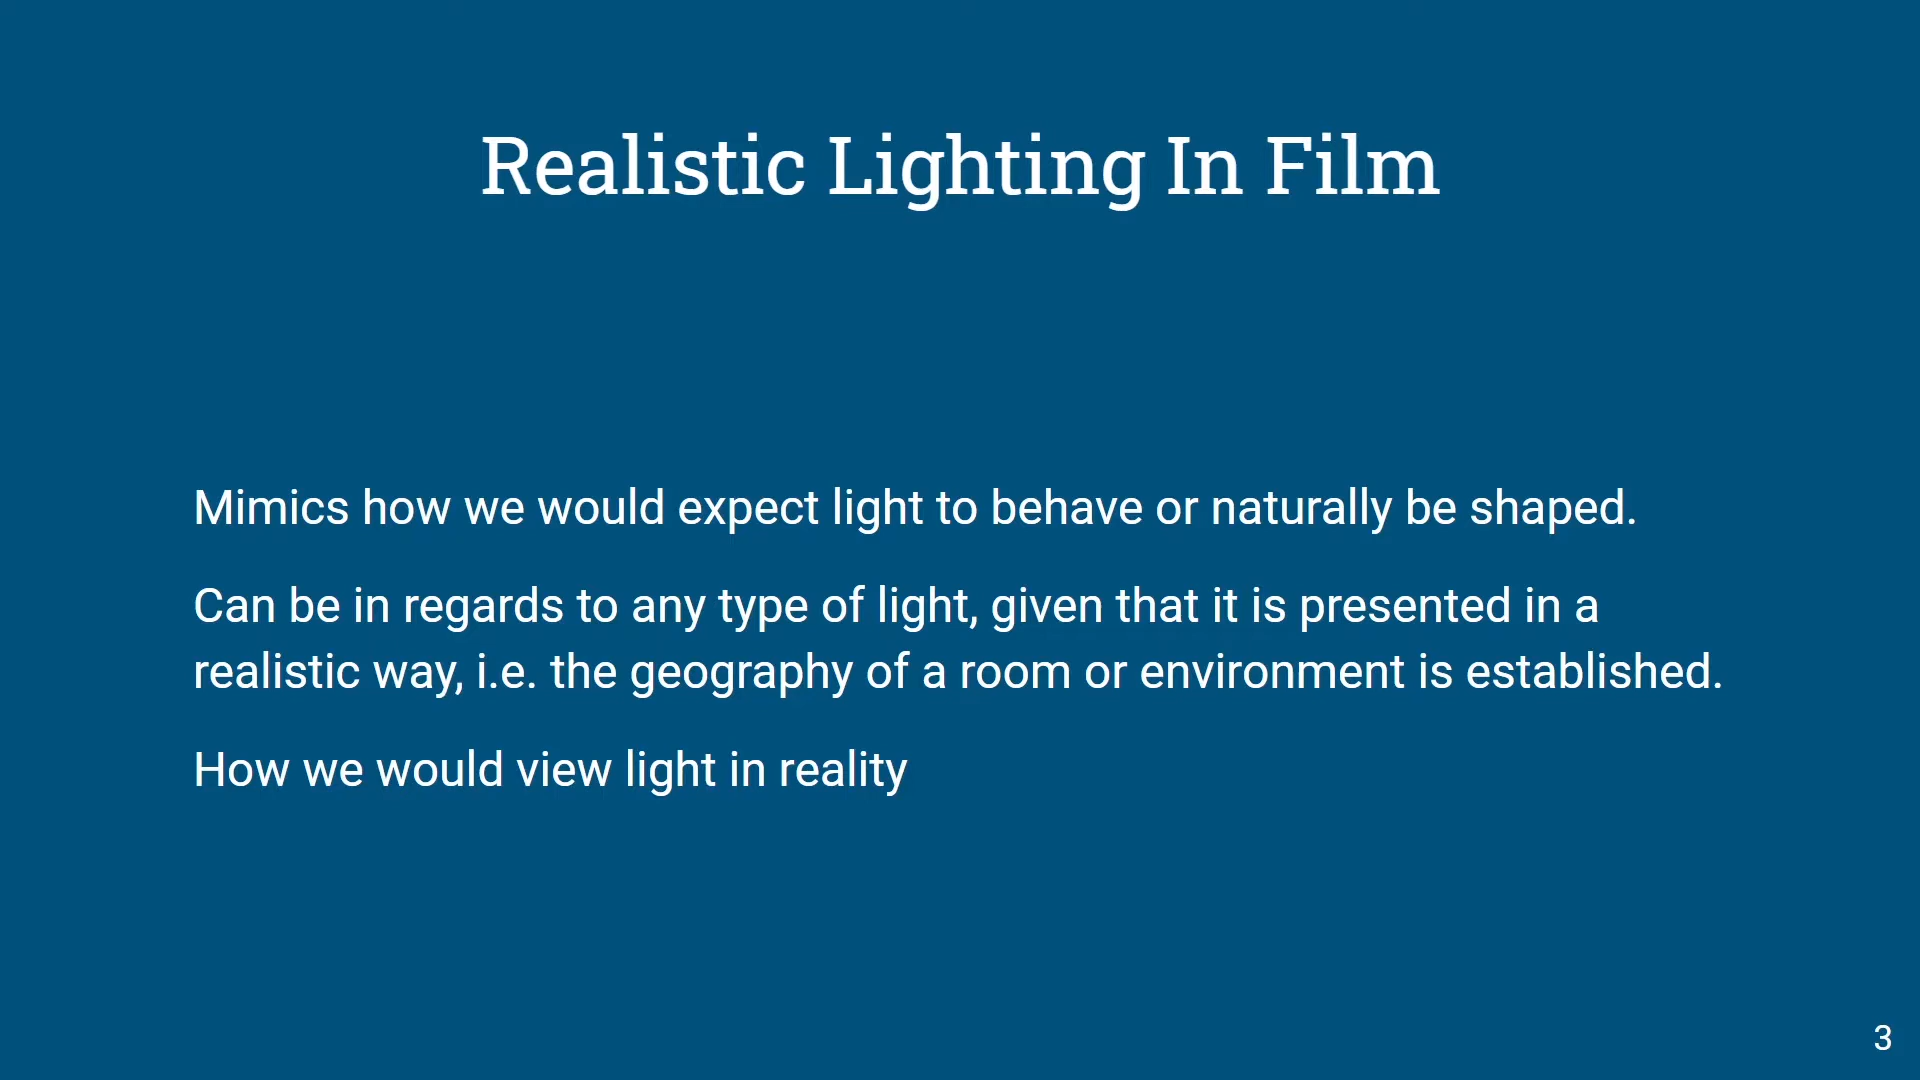 Realistic Lighting In Film
Mimics how we would expect light to behave or naturally be shaped.
Can be in regards to any type of light, given that it is presented in a
realistic way, i.e. the geography of a room or environment is established.
How we would view light in reality
3